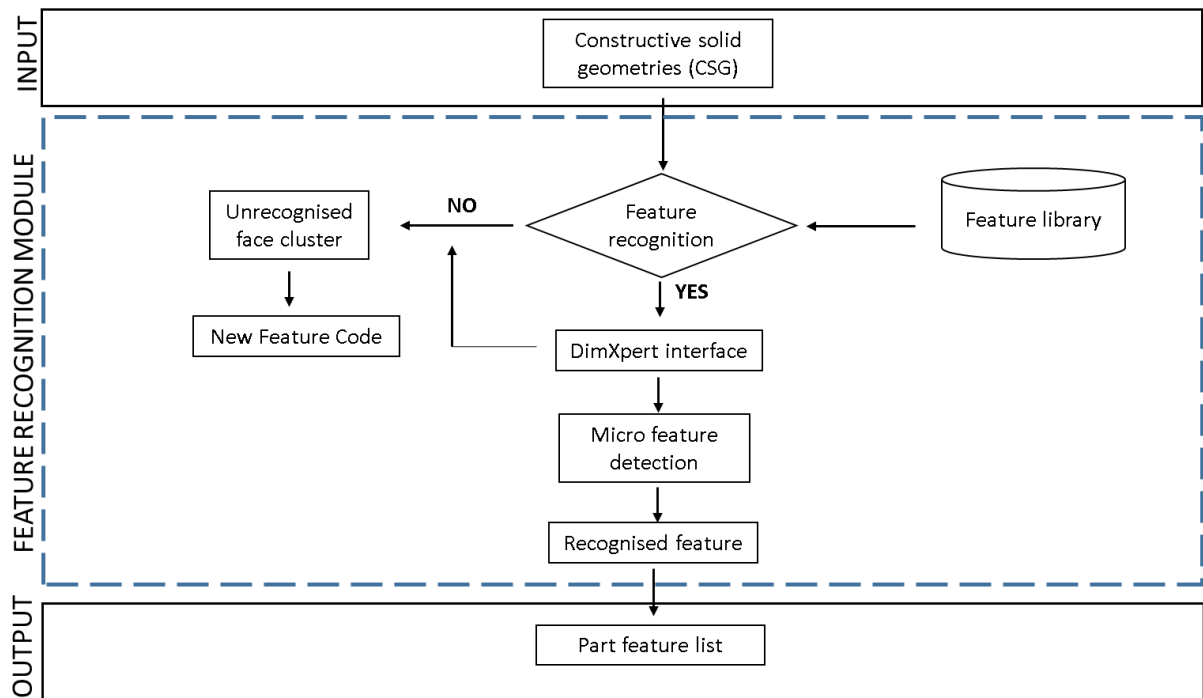 INPUT
Constructive solid
geometries (CSG)
FEATURE RECOGNITION MODULE
Unrecognised
face cluster
NO
Feature
recognition
Feature library
YES
New Feature Code
DimXpert interface
Micro feature
detection
Recognised feature
OUTPUT
Part feature list